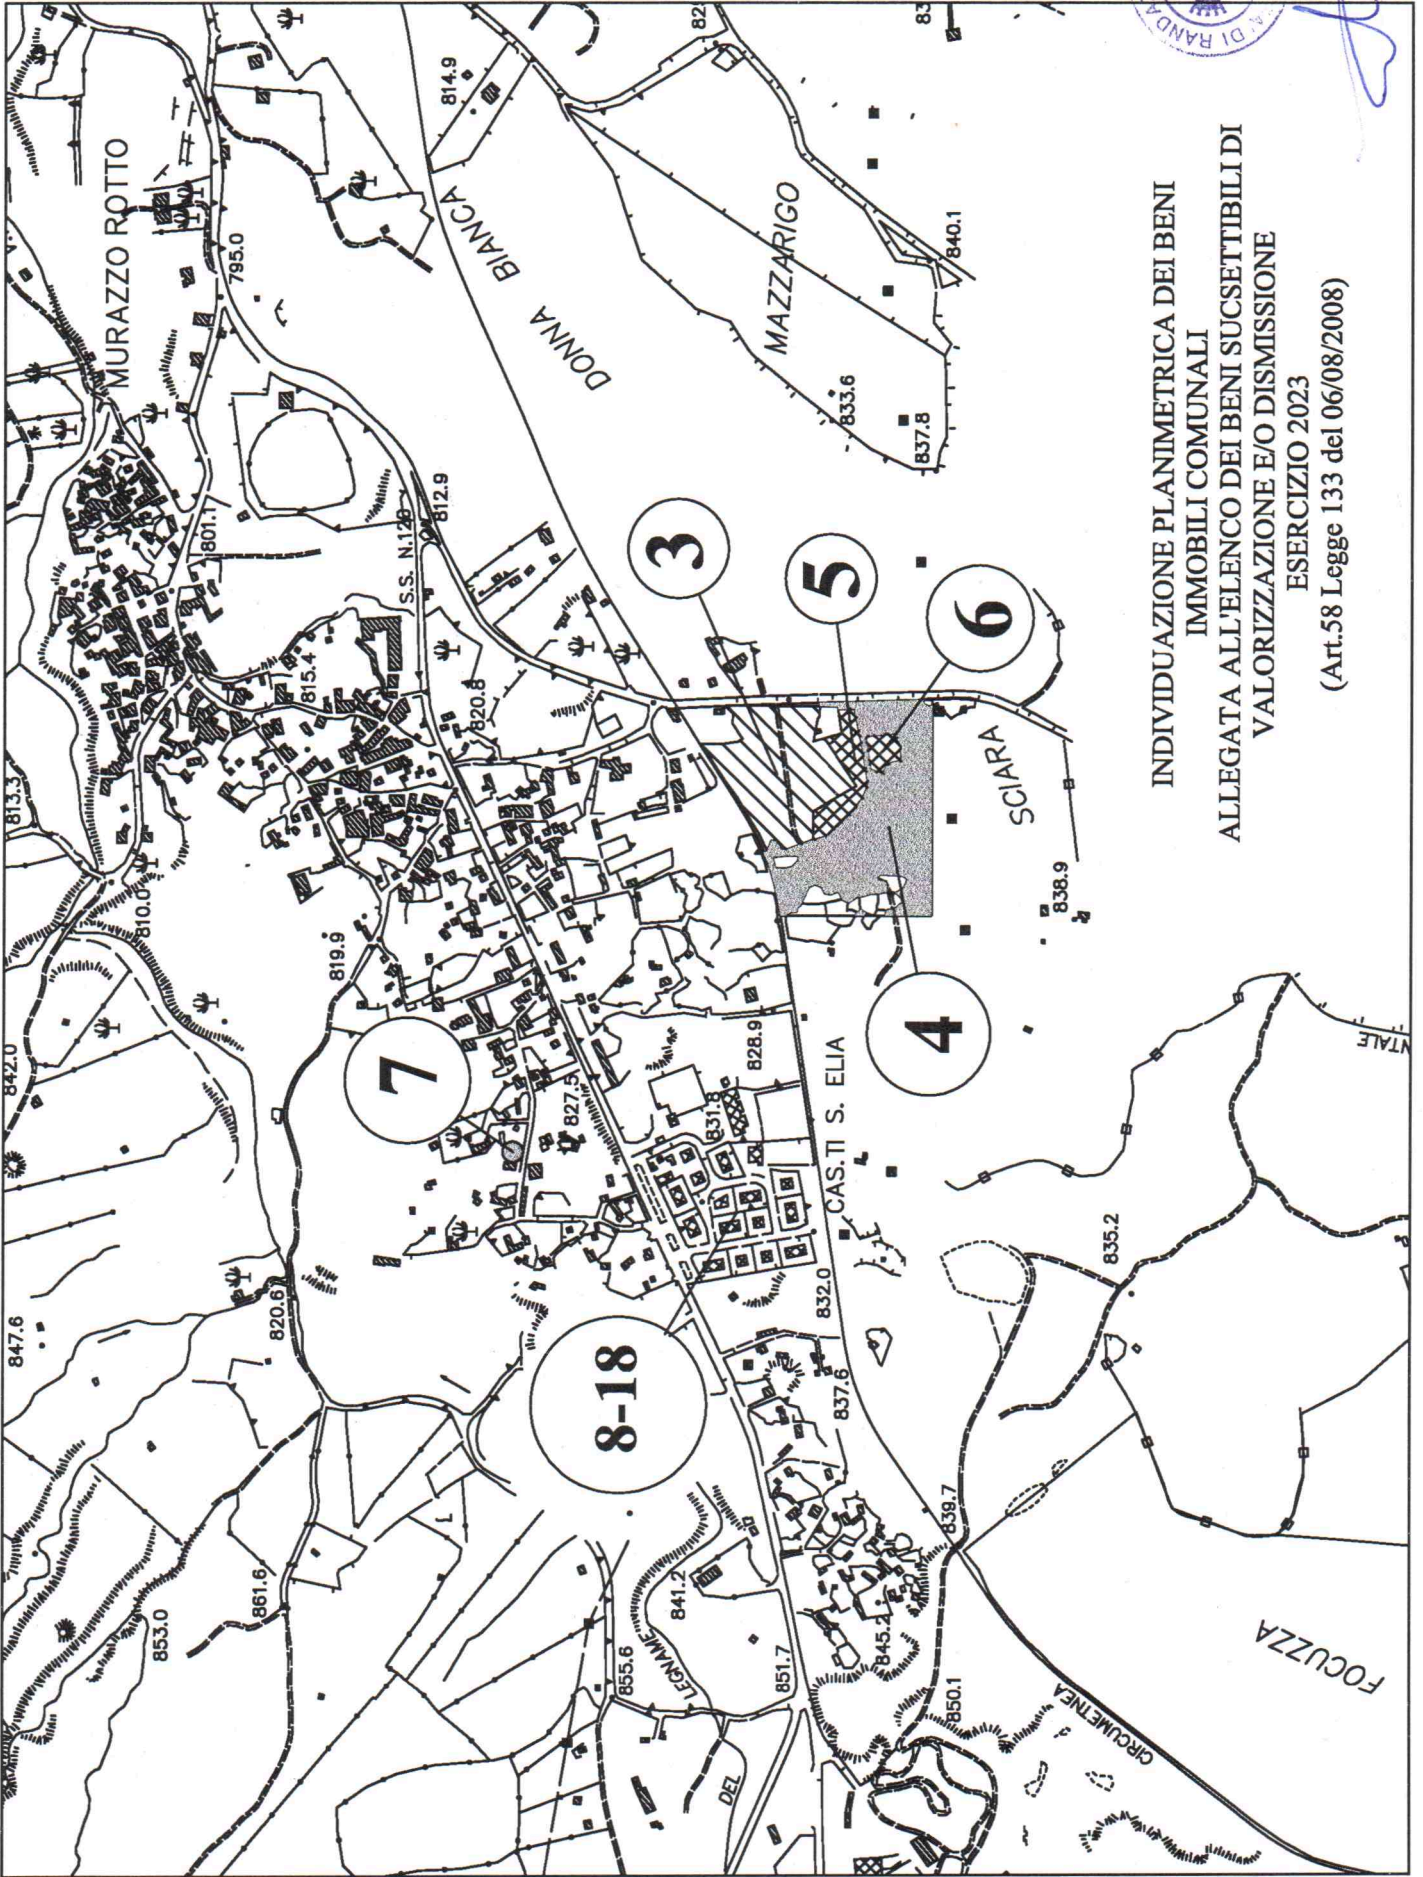 INDIVIDUAZIONE PLANIMETRICA DEI BENI
IMMOBILI COMUNALI
ALLEGATA ALL'ELENCO DEI BENI SUCSETTIBILI DI
VALORIZZAZIONE E/O DISMISSIONE
ESERCIZIO 2023
(Art.58 Legge 133 del 06/08/2008)
DI RANDA
MURAZZO ROTTO
DONNA BIANCA
MAZZARIGO
SCIARA
CAS.TI S. ELIA
FOCUZZA
CIRCUMETNEA
DEL LEGNAME
S.S. N.120
NTALE
3
4
5
6
7
8-18
842.0
813.3
847.6
853.0
861.6
820.6
819.9
810.0
801.1
795.0
814.9
815.4
812.9
820.8
827.5
828.9
831.8
832.0
837.6
839.7
841.2
845.2
850.1
851.7
855.6
835.2
838.9
837.8
833.6
840.1